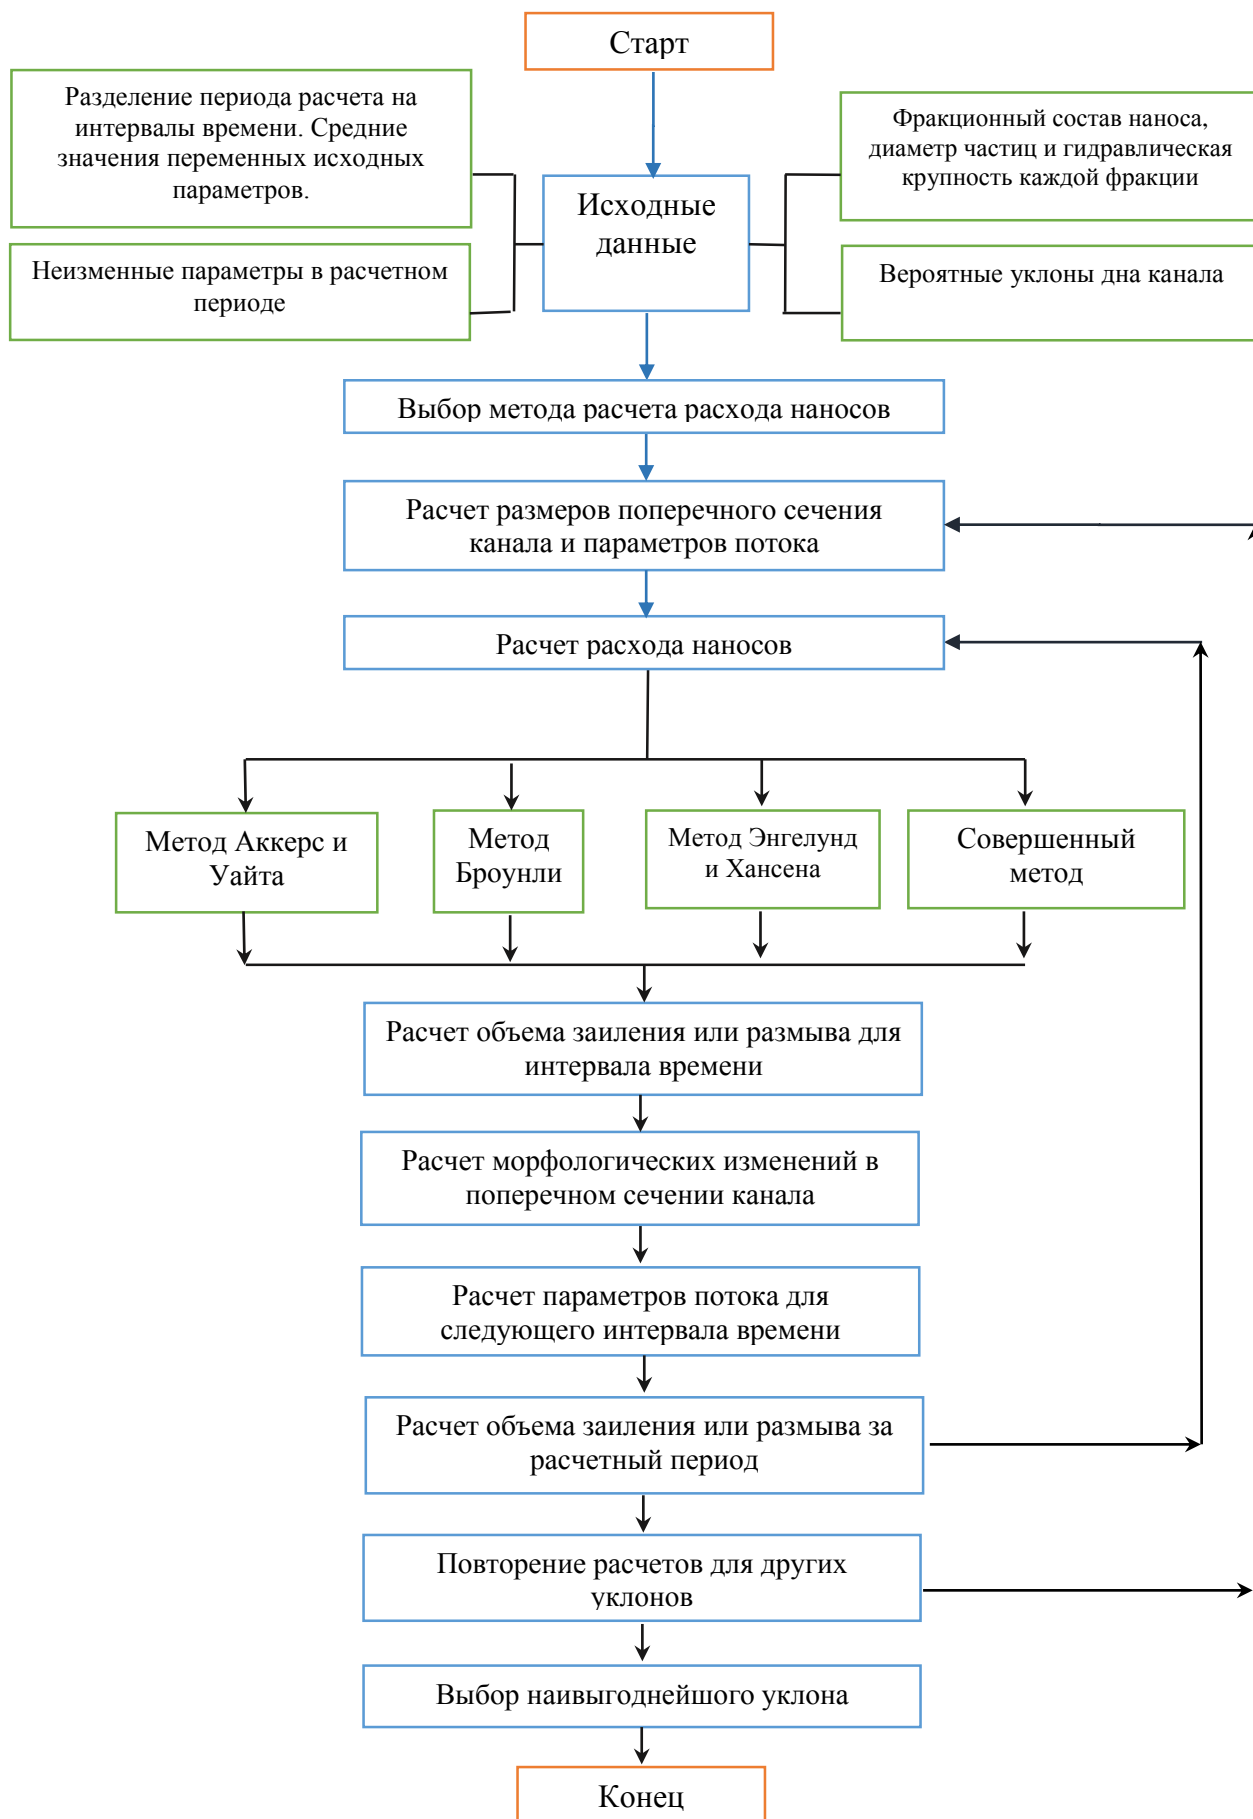 Старт
Разделение периода расчета на
интервалы времени. Средние
значения переменных исходных
параметров.
Фракционный состав наноса,
диаметр частиц и гидравлическая
крупность каждой фракции
Исходные
данные
Неизменные параметры в расчетном
периоде
Вероятные уклоны дна канала
Выбор метода расчета расхода наносов
Расчет размеров поперечного сечения
канала и параметров потока
Расчет расхода наносов
Метод Аккерс и
Уайта
Метод
Броунли
Метод Энгелунд
и Хансена
Совершенный
метод
Расчет объема заиления или размыва для
интервала времени
Расчет морфологических изменений в
поперечном сечении канала
Расчет параметров потока для
следующего интервала времени
Расчет объема заиления или размыва за
расчетный период
Повторение расчетов для других
уклонов
Выбор наивыгоднейшого уклона
Конец